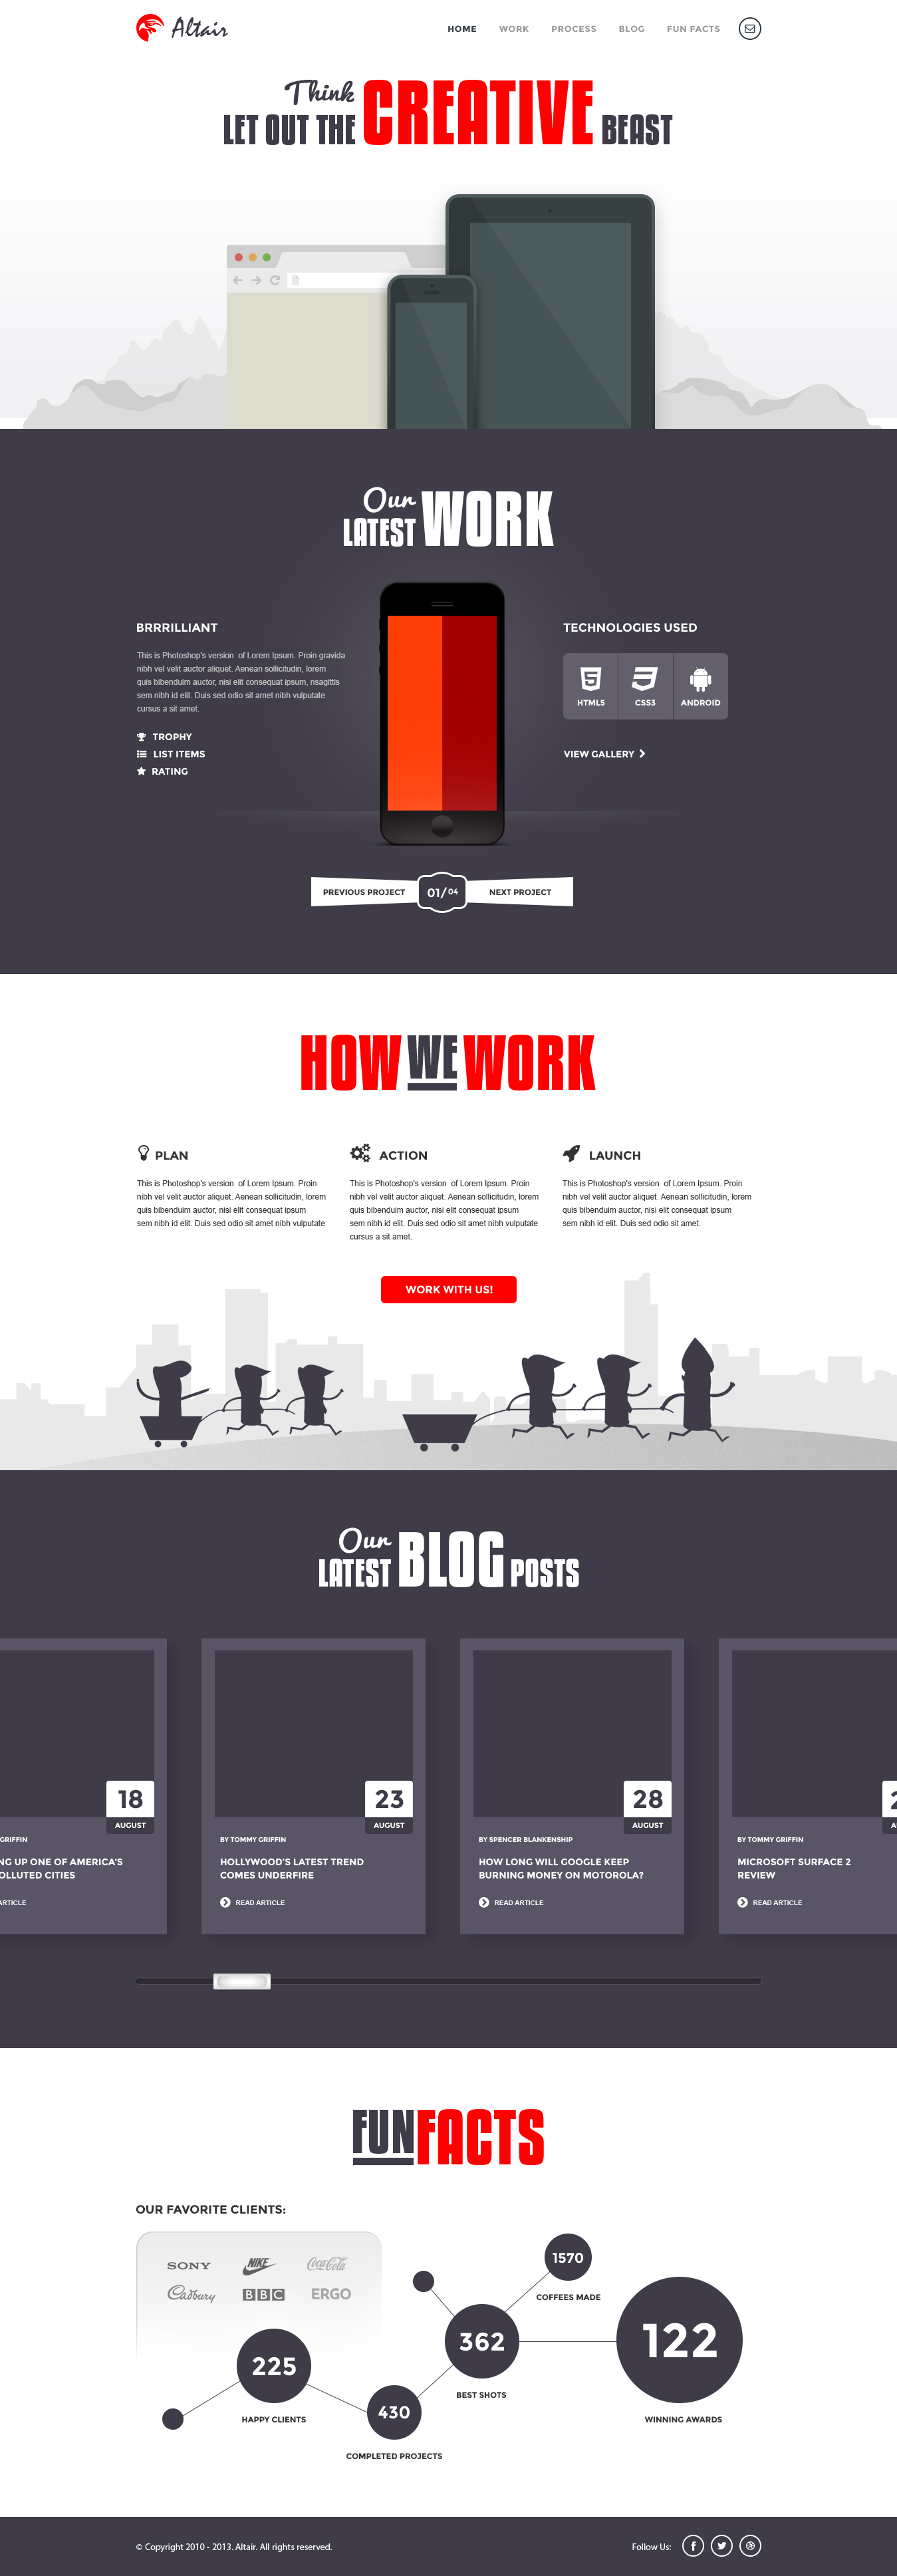 Altair
HOME WORK PROCESS BLOG FUN FACTS
Think
LET OUT THE CREATIVE BEAST
Our
LATEST WORK
BRRRILLIANT
This is Photoshop's version of Lorem Ipsum. Proin gravida
nibh vel velit auctor aliquet. Aenean sollicitudin, lorem
quis bibenduim auctor, nisi elit consequat ipsum, nsagittis
sem nibh id elit. Duis sed odio sit amet nibh vulputate
cursus a sit amet.
TROPHY
LIST ITEMS
RATING
TECHNOLOGIES USED
HTML5 CSS3 ANDROID
VIEW GALLERY
PREVIOUS PROJECT 01/04 NEXT PROJECT
HOW WE WORK
PLAN
This is Photoshop's version of Lorem Ipsum. Proin
nibh vel velit auctor aliquet. Aenean sollicitudin, lorem
quis bibenduim auctor, nisi elit consequat ipsum
sem nibh id elit. Duis sed odio sit amet nibh vulputate
ACTION
This is Photoshop's version of Lorem Ipsum. Proin
nibh vel velit auctor aliquet. Aenean sollicitudin, lorem
quis bibenduim auctor, nisi elit consequat ipsum
sem nibh id elit. Duis sed odio sit amet nibh vulputate
cursus a sit amet.
LAUNCH
This is Photoshop's version of Lorem Ipsum. Proin
nibh vel velit auctor aliquet. Aenean sollicitudin, lorem
quis bibenduim auctor, nisi elit consequat ipsum
sem nibh id elit. Duis sed odio sit amet.
WORK WITH US!
Our
LATEST BLOG POSTS
18
AUGUST
GRIFFIN
NG UP ONE OF AMERICA'S
OLLUTED CITIES
ARTICLE
23
AUGUST
BY TOMMY GRIFFIN
HOLLYWOOD'S LATEST TREND
COMES UNDERFIRE
READ ARTICLE
28
AUGUST
BY SPENCER BLANKENSHIP
HOW LONG WILL GOOGLE KEEP
BURNING MONEY ON MOTOROLA?
READ ARTICLE
2
A
BY TOMMY GRIFFIN
MICROSOFT SURFACE 2
REVIEW
READ ARTICLE
FUN FACTS
OUR FAVORITE CLIENTS:
SONY NIKE Coca-Cola
Cadbury BBC ERGO
1570
COFFEES MADE
122
WINNING AWARDS
362
BEST SHOTS
225
HAPPY CLIENTS
430
COMPLETED PROJECTS
© Copyright 2010 - 2013. Altair. All rights reserved.
Follow Us: